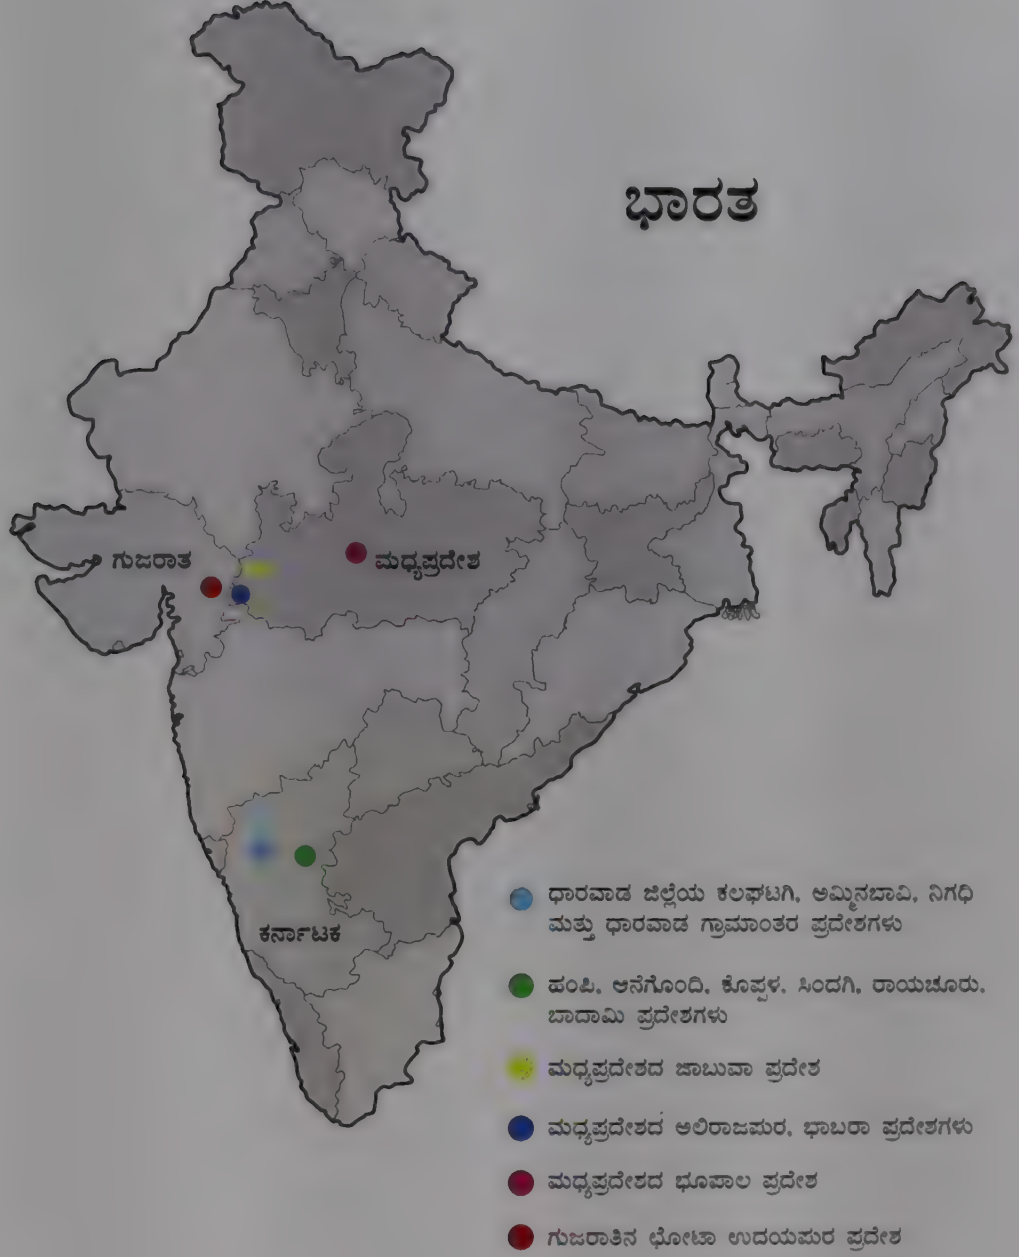 ಭಾರತ
ಗುಜರಾತ
ಮಧ್ಯಪ್ರದೇಶ
ಕರ್ನಾಟಕ
ಧಾರವಾಡ ಜಿಲ್ಲೆಯ ಕಲಘಟಗಿ, ಅಮ್ಮಿನಬಾವಿ, ನಿಗಧಿ
ಮತ್ತು ಧಾರವಾಡ ಗ್ರಾಮಾಂತರ ಪ್ರದೇಶಗಳು
ಹಂಪಿ, ಆನೆಗೊಂದಿ, ಕೊಪ್ಪಳ, ಸಿಂದಗಿ, ರಾಯಚೂರು,
ಬಾದಾಮಿ ಪ್ರದೇಶಗಳು
ಮಧ್ಯಪ್ರದೇಶದ ಜಾಬುವಾ ಪ್ರದೇಶ
ಮಧ್ಯಪ್ರದೇಶದ ಅಲಿರಾಜಪುರ, ಭಾಬರಾ ಪ್ರದೇಶಗಳು
ಮಧ್ಯಪ್ರದೇಶದ ಭೂಪಾಲ ಪ್ರದೇಶ
ಗುಜರಾತಿನ ಛೋಟಾ ಉದಯಪುರ ಪ್ರದೇಶ